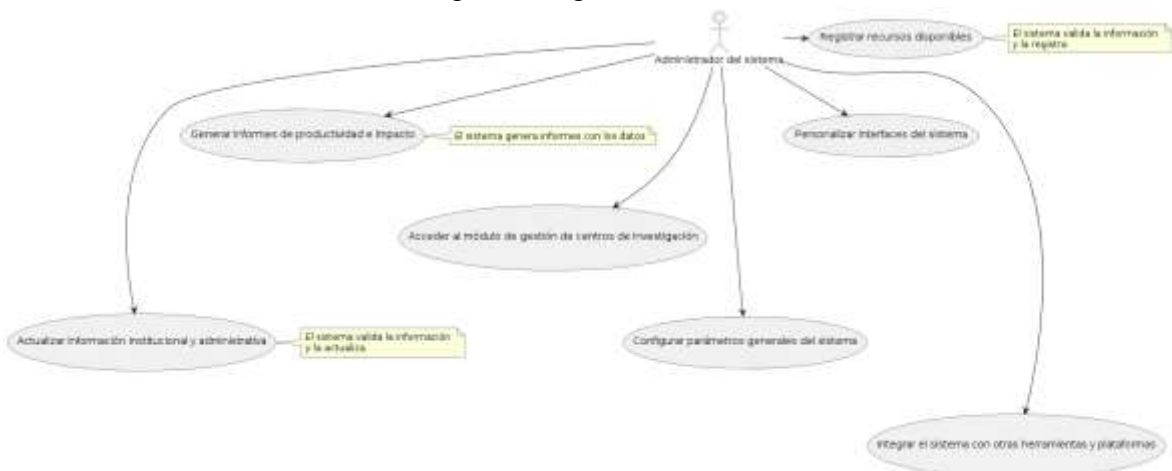 Registrar recursos disponibles
El sistema valida la información
y la registra
Administrador del sistema
Generar informes de productividad e impacto
El sistema genera informes con los datos
Personalizar interfaces del sistema
Acceder al módulo de gestión de centros de investigación
Actualizar información institucional y administrativa
El sistema valida la información
y la actualiza
Configurar parámetros generales del sistema
Integrar el sistema con otras herramientas y plataformas